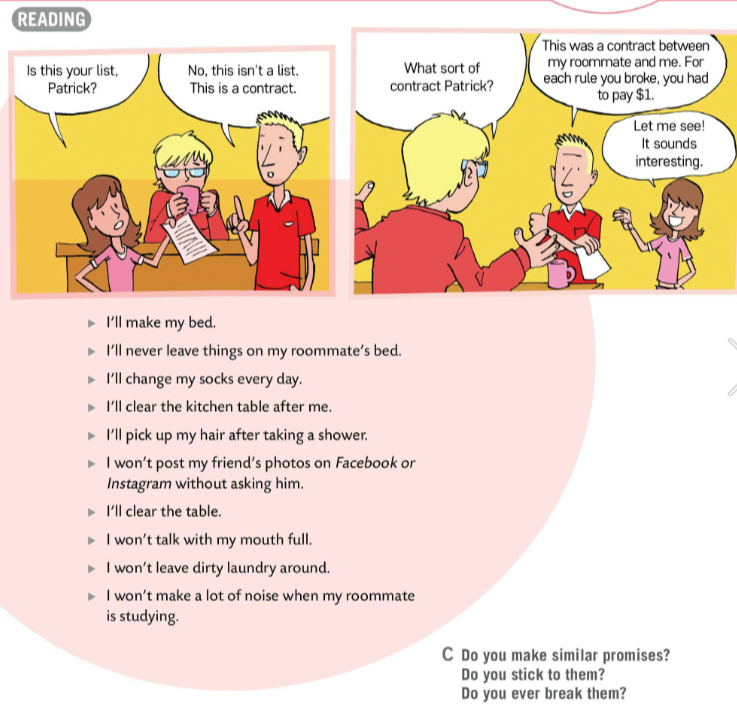 READING
Is this your list,
Patrick?
No, this isn't a list.
This is a contract.
What sort of
contract Patrick?
This was a contract between
my roommate and me. For
each rule you broke, you had
to pay $1.
Let me see!
It sounds
interesting.
I'll make my bed.
I'll never leave things on my roommate's bed.
I'll change my socks every day.
I'll clear the kitchen table after me.
I'll pick up my hair after taking a shower.
I won't post my friend's photos on Facebook or
Instagram without asking him.
I'll clear the table.
I won't talk with my mouth full.
I won't leave dirty laundry around.
I won't make a lot of noise when my roommate
is studying.
C Do you make similar promises?
Do you stick to them?
Do you ever break them?